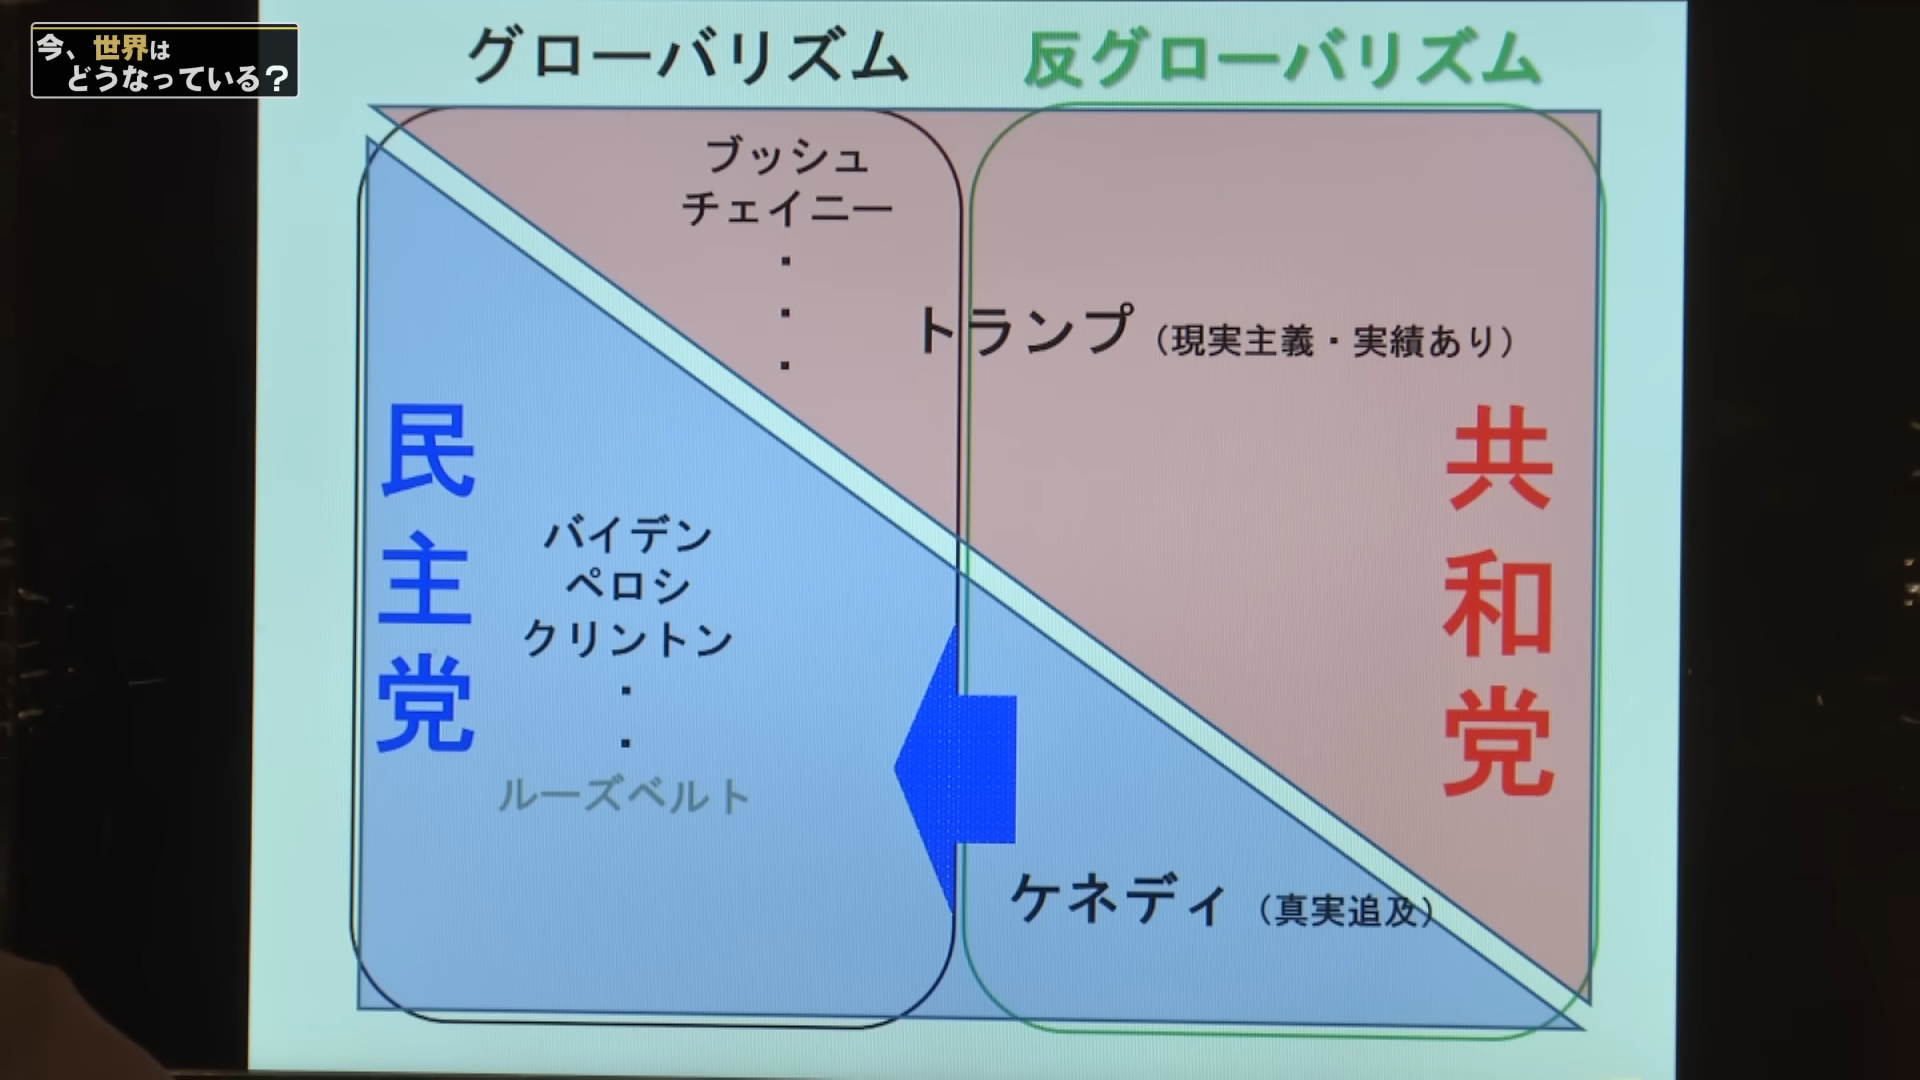 今、世界は
どうなっている?
グローバリズム
反グローバリズム
ブッシュ
チェイニー
・
・
・
トランプ(現実主義・実績あり)
民主党
共和党
バイデン
ペロシ
クリントン
・
・
ルーズベルト
ケネディ(真実追及)